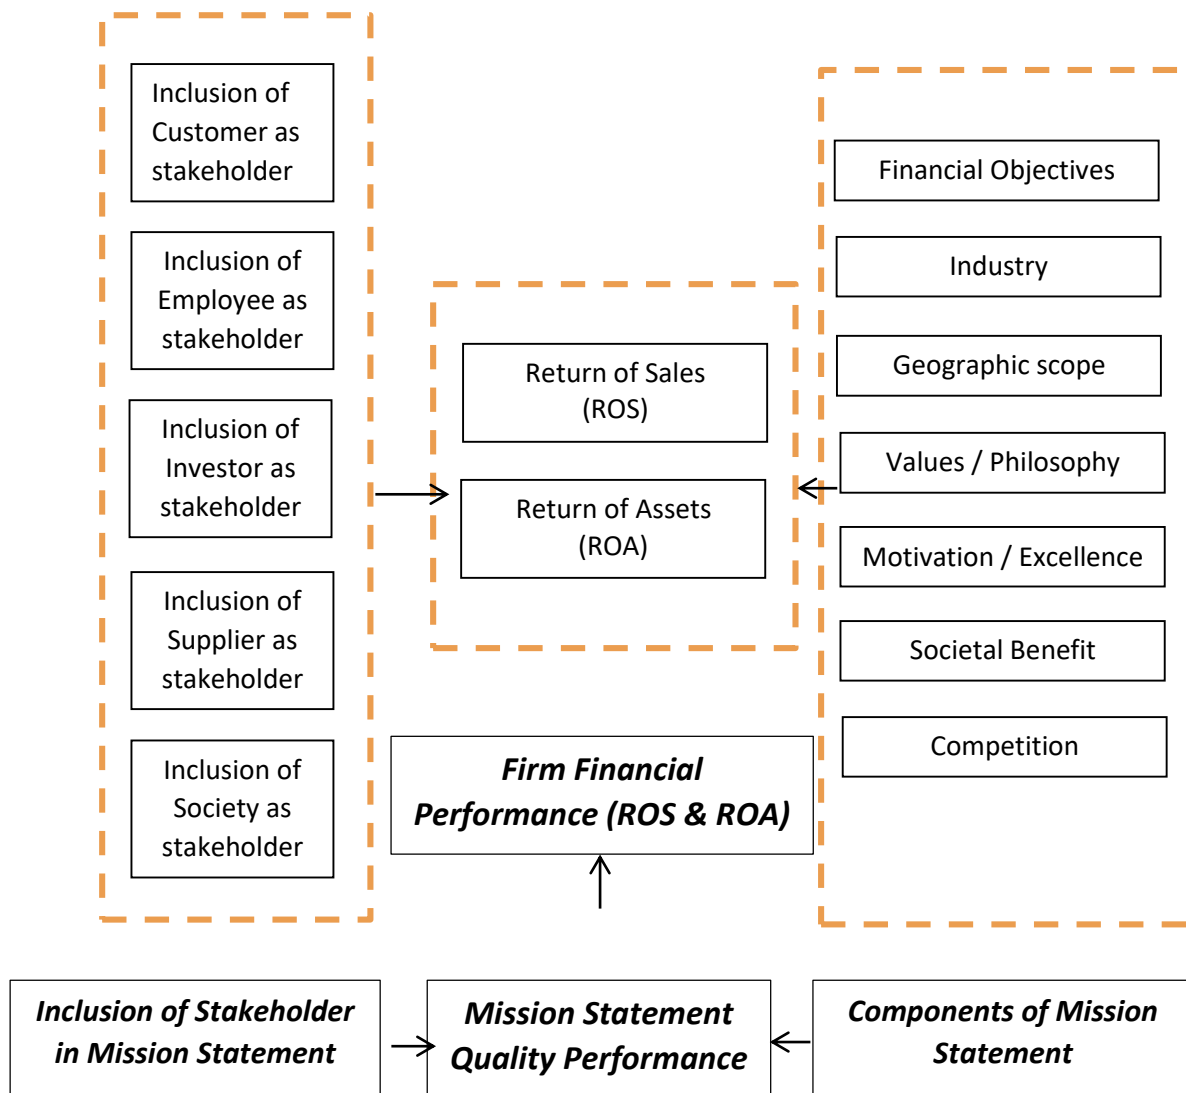 Inclusion of
Customer as
stakeholder
Inclusion of
Employee as
stakeholder
Inclusion of
Investor as
stakeholder
Inclusion of
Supplier as
stakeholder
Inclusion of
Society as
stakeholder
Return of Sales
(ROS)
Return of Assets
(ROA)
Financial Objectives
Industry
Geographic scope
Values / Philosophy
Motivation / Excellence
Societal Benefit
Competition
Firm Financial
Performance (ROS & ROA)
Inclusion of Stakeholder
in Mission Statement
Mission Statement
Quality Performance
Components of Mission
Statement